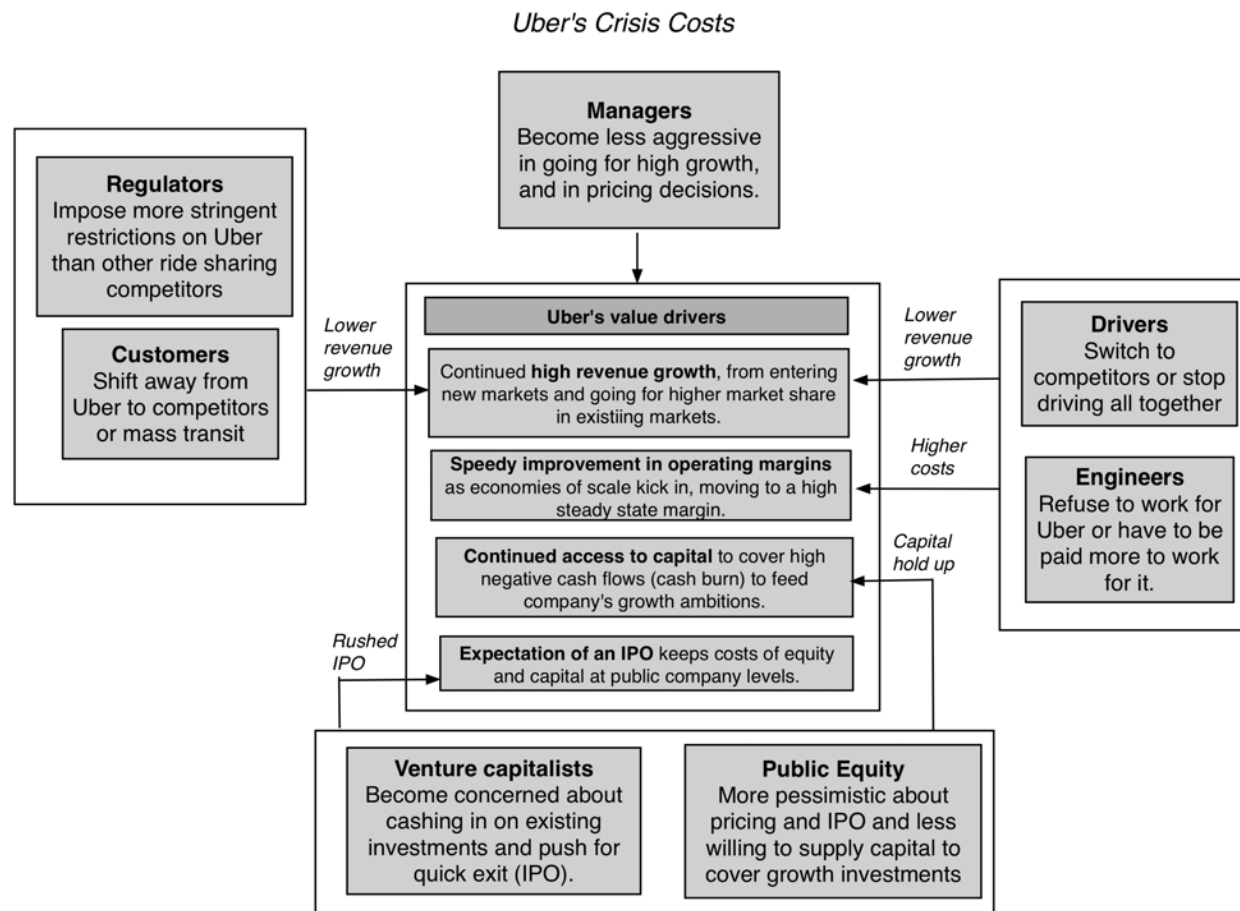 Uber's Crisis Costs
Managers
Become less aggressive
in going for high growth,
and in pricing decisions.
Regulators
Impose more stringent
restrictions on Uber
than other ride sharing
competitors
Customers
Shift away from
Uber to competitors
or mass transit
Lower
revenue
growth
Uber's value drivers
Continued high revenue growth, from entering
new markets and going for higher market share
in existiing markets.
Speedy improvement in operating margins
as economies of scale kick in, moving to a high
steady state margin.
Continued access to capital to cover high
negative cash flows (cash burn) to feed
company's growth ambitions.
Expectation of an IPO keeps costs of equity
and capital at public company levels.
Lower
revenue
growth
Higher
costs
Capital
hold up
Rushed
IPO
Drivers
Switch to
competitors or stop
driving all together
Engineers
Refuse to work for
Uber or have to be
paid more to work
for it.
Venture capitalists
Become concerned about
cashing in on existing
investments and push for
quick exit (IPO).
Public Equity
More pessimistic about
pricing and IPO and less
willing to supply capital to
cover growth investments